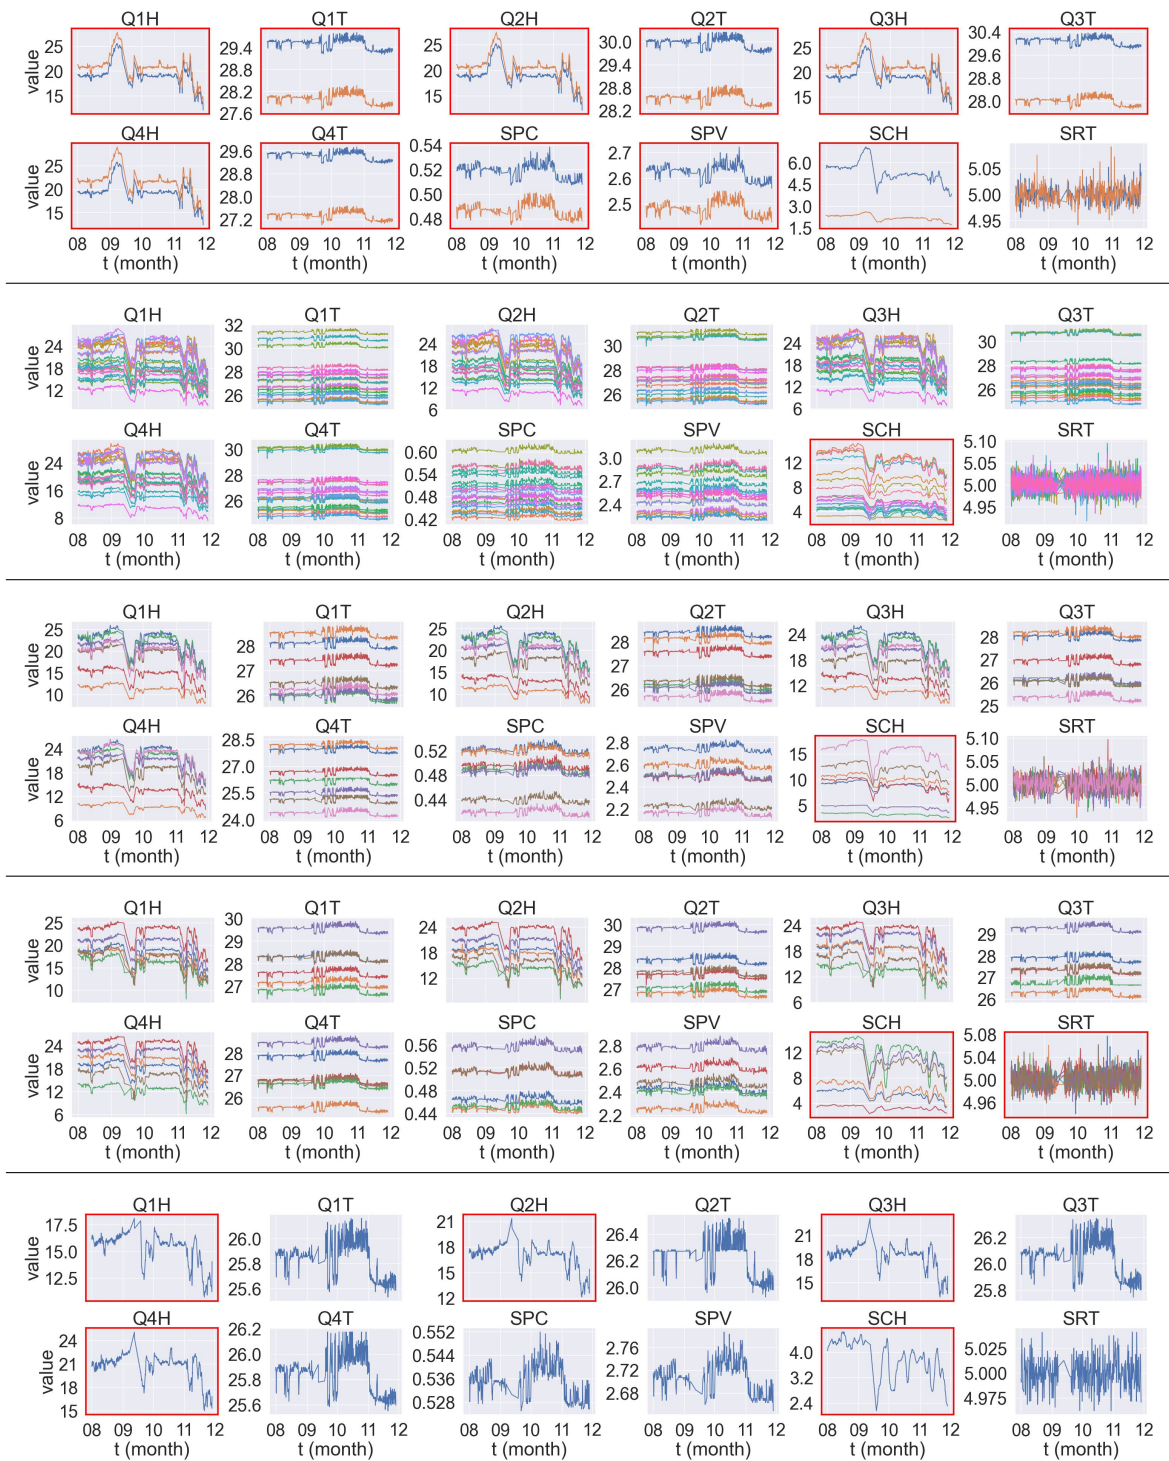 Q1H Q1T Q2H Q2T Q3H Q3T
value 25 20 15 29.4 28.8 28.2 27.6 25 20 15 30.0 29.4 28.8 28.2 25 20 15 30.4 29.6 28.8 28.0
Q4H Q4T SPC SPV SCH SRT
value 25 20 15 29.6 28.8 28.0 27.2 0.54 0.52 0.50 0.48 2.7 2.6 2.5 6.0 4.5 3.0 1.5 5.05 5.00 4.95
08 09 10 11 12 08 09 10 11 12 08 09 10 11 12 08 09 10 11 12 08 09 10 11 12 08 09 10 11 12
t (month) t (month) t (month) t (month) t (month) t (month)
Q1H Q1T Q2H Q2T Q3H Q3T
value 24 18 12 32 30 28 26 24 18 12 6 30 28 26 24 18 12 6 30 28 26
Q4H Q4T SPC SPV SCH SRT
value 24 16 8 30 28 26 0.60 0.54 0.48 0.42 3.0 2.7 2.4 12 8 4 5.10 5.05 5.00 4.95
08 09 10 11 12 08 09 10 11 12 08 09 10 11 12 08 09 10 11 12 08 09 10 11 12 08 09 10 11 12
t (month) t (month) t (month) t (month) t (month) t (month)
Q1H Q1T Q2H Q2T Q3H Q3T
value 25 20 15 10 28 27 26 25 20 15 10 28 27 26 24 18 12 28 27 26 25
Q4H Q4T SPC SPV SCH SRT
value 24 18 12 6 28.5 27.0 25.5 24.0 0.52 0.48 0.44 2.8 2.6 2.4 2.2 15 10 5 5.10 5.05 5.00 4.95
08 09 10 11 12 08 09 10 11 12 08 09 10 11 12 08 09 10 11 12 08 09 10 11 12 08 09 10 11 12
t (month) t (month) t (month) t (month) t (month) t (month)
Q1H Q1T Q2H Q2T Q3H Q3T
value 25 20 15 10 30 29 28 27 24 18 12 30 29 28 27 24 18 12 6 29 28 27 26
Q4H Q4T SPC SPV SCH SRT
value 24 18 12 6 28 27 26 0.56 0.52 0.48 0.44 2.8 2.6 2.4 2.2 12 8 4 5.08 5.04 5.00 4.96
08 09 10 11 12 08 09 10 11 12 08 09 10 11 12 08 09 10 11 12 08 09 10 11 12 08 09 10 11 12
t (month) t (month) t (month) t (month) t (month) t (month)
Q1H Q1T Q2H Q2T Q3H Q3T
value 17.5 15.0 12.5 26.0 25.8 25.6 21 18 15 12 26.4 26.2 26.0 21 18 15 26.2 26.0 25.8
Q4H Q4T SPC SPV SCH SRT
value 24 21 18 15 26.2 26.0 25.8 25.6 0.552 0.544 0.536 0.528 2.76 2.72 2.68 4.0 3.2 2.4 5.025 5.000 4.975
08 09 10 11 12 08 09 10 11 12 08 09 10 11 12 08 09 10 11 12 08 09 10 11 12 08 09 10 11 12
t (month) t (month) t (month) t (month) t (month) t (month)